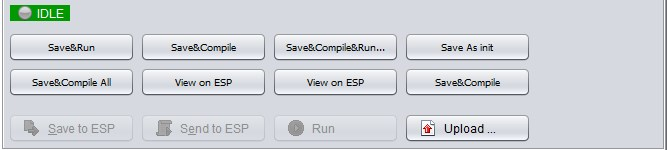 IDLE
Save&Run Save&Compile Save&Compile&Run... Save As init
Save&Compile All View on ESP View on ESP Save&Compile
Save to ESP Send to ESP Run Upload ...